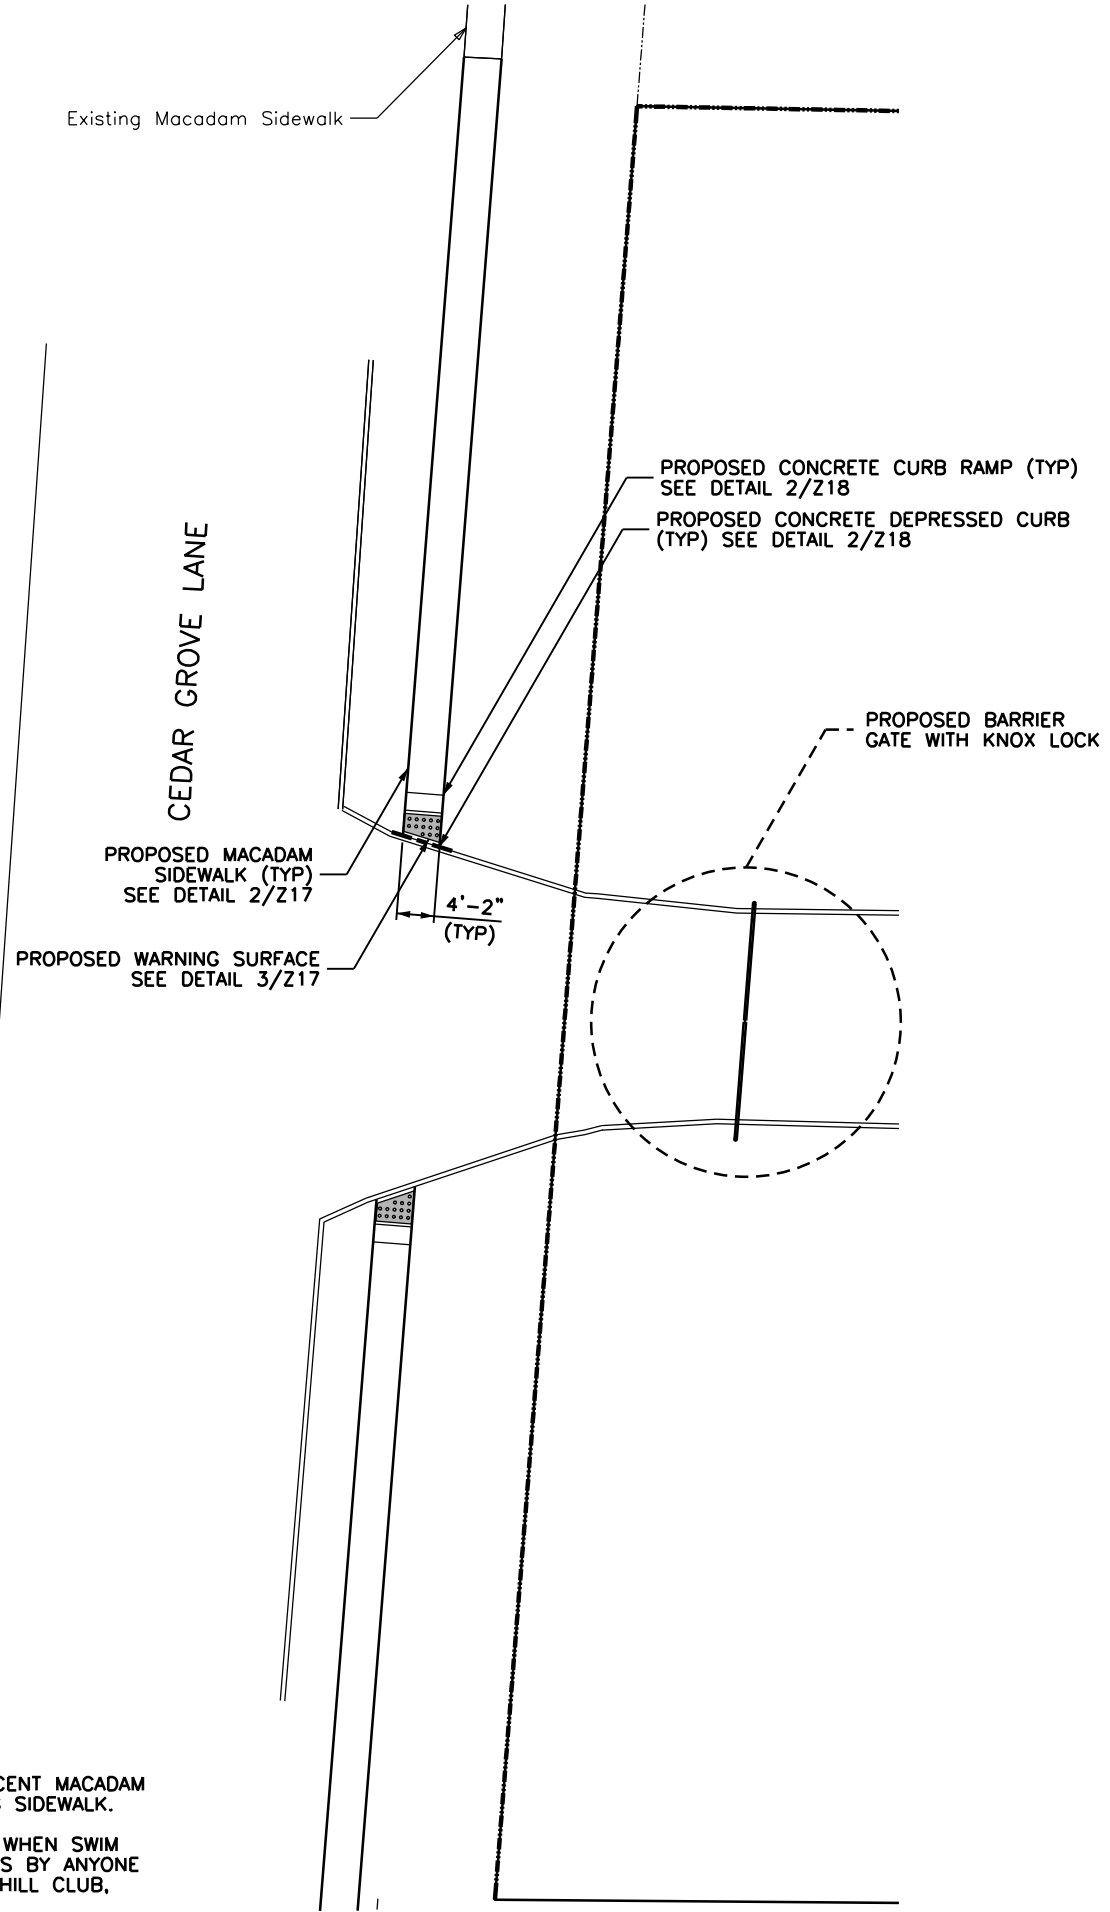 Existing Macadam Sidewalk
PROPOSED CONCRETE CURB RAMP (TYP)
SEE DETAIL 2/Z18
PROPOSED CONCRETE DEPRESSED CURB
(TYP) SEE DETAIL 2/Z18
CEDAR GROVE LANE
PROPOSED BARRIER
GATE WITH KNOX LOCK
PROPOSED MACADAM
SIDEWALK (TYP)
SEE DETAIL 2/Z17
4'-2"
(TYP)
PROPOSED WARNING SURFACE
SEE DETAIL 3/Z17
MACADAM
SIDEWALK.
WHEN SWIM
BY ANYONE
HILL CLUB,